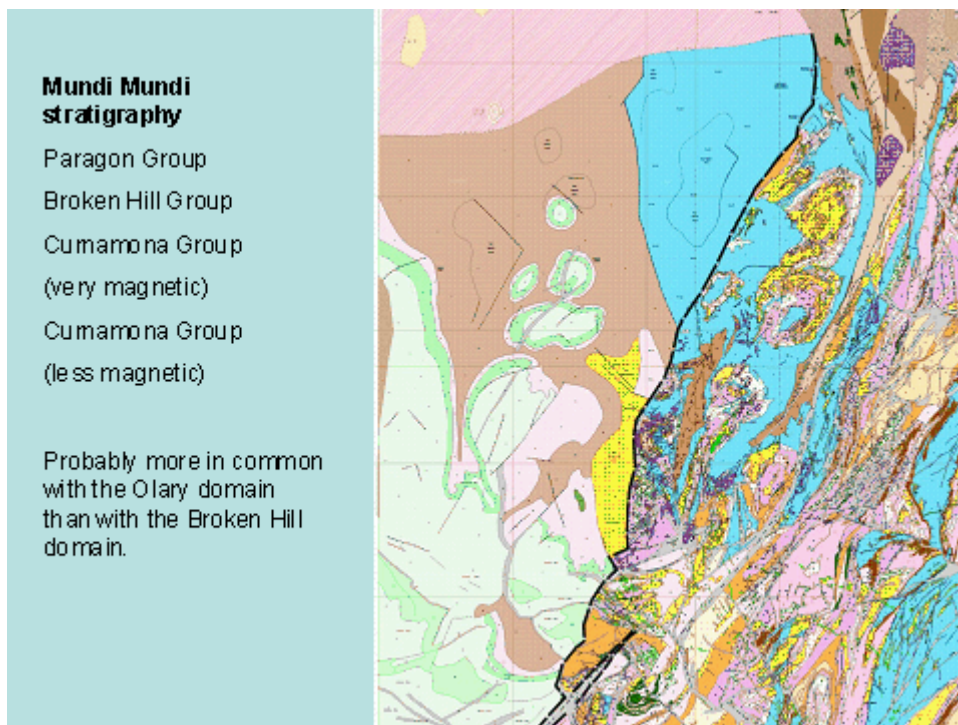 Mundi Mundi
stratigraphy
Paragon Group
Broken Hill Group
Curnamona Group
(very magnetic)
Curnamona Group
(less magnetic)
Probably more in common
with the Olary domain
than with the Broken Hill
domain.